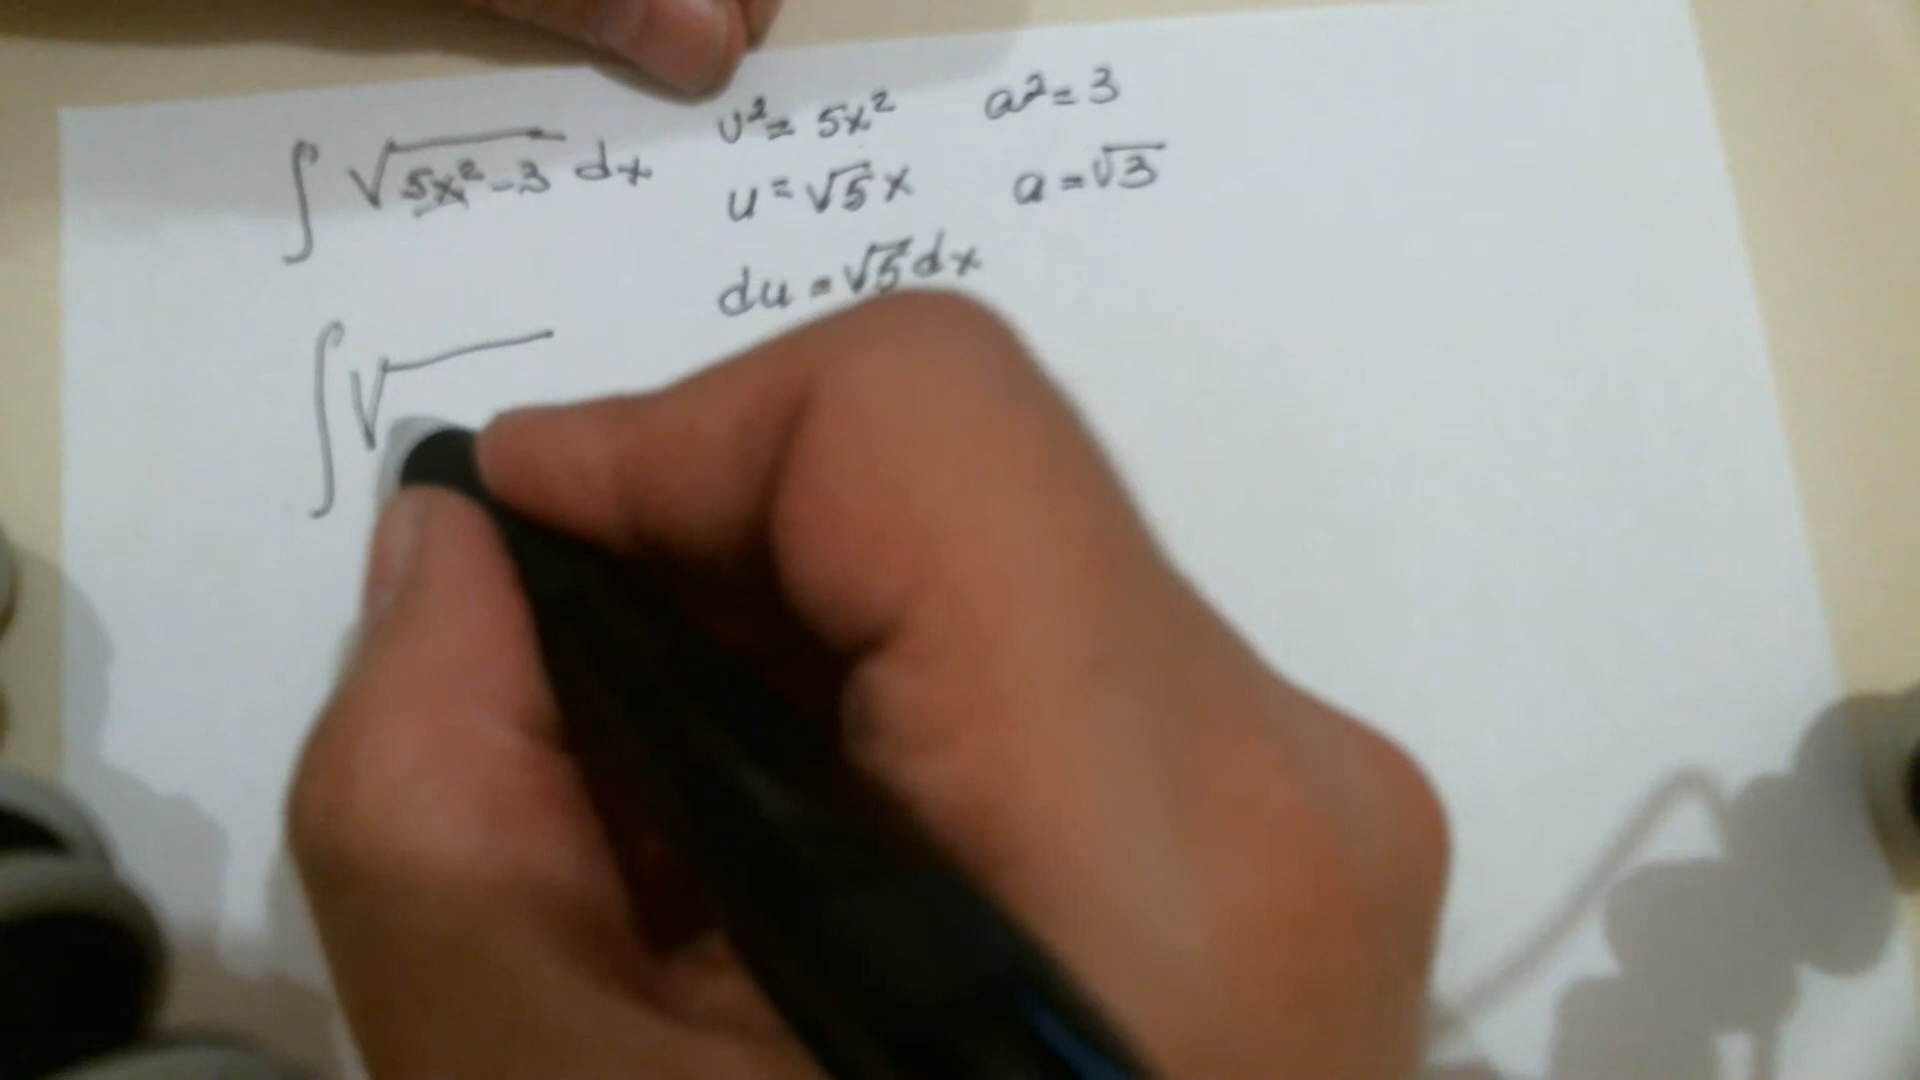 ∫ √5x²-3 dx u²= 5x² a²= 3
u = √5 x a = √3
du = √5 dx
∫ √